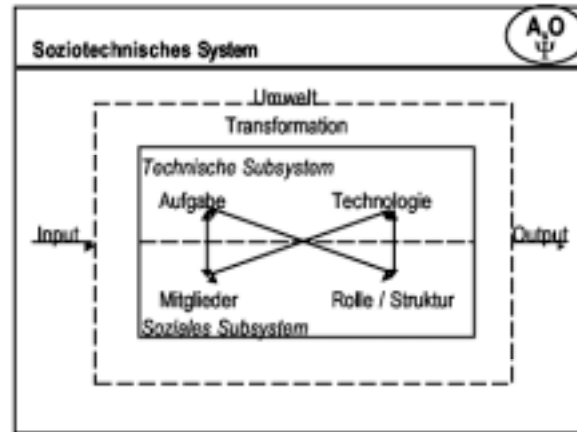 Soziotechnisches System
A&O
Ψ
Umwelt
Transformation
Technische Subsystem
Aufgabe Technologie
Input Output
Mitglieder Rolle / Struktur
Soziales Subsystem